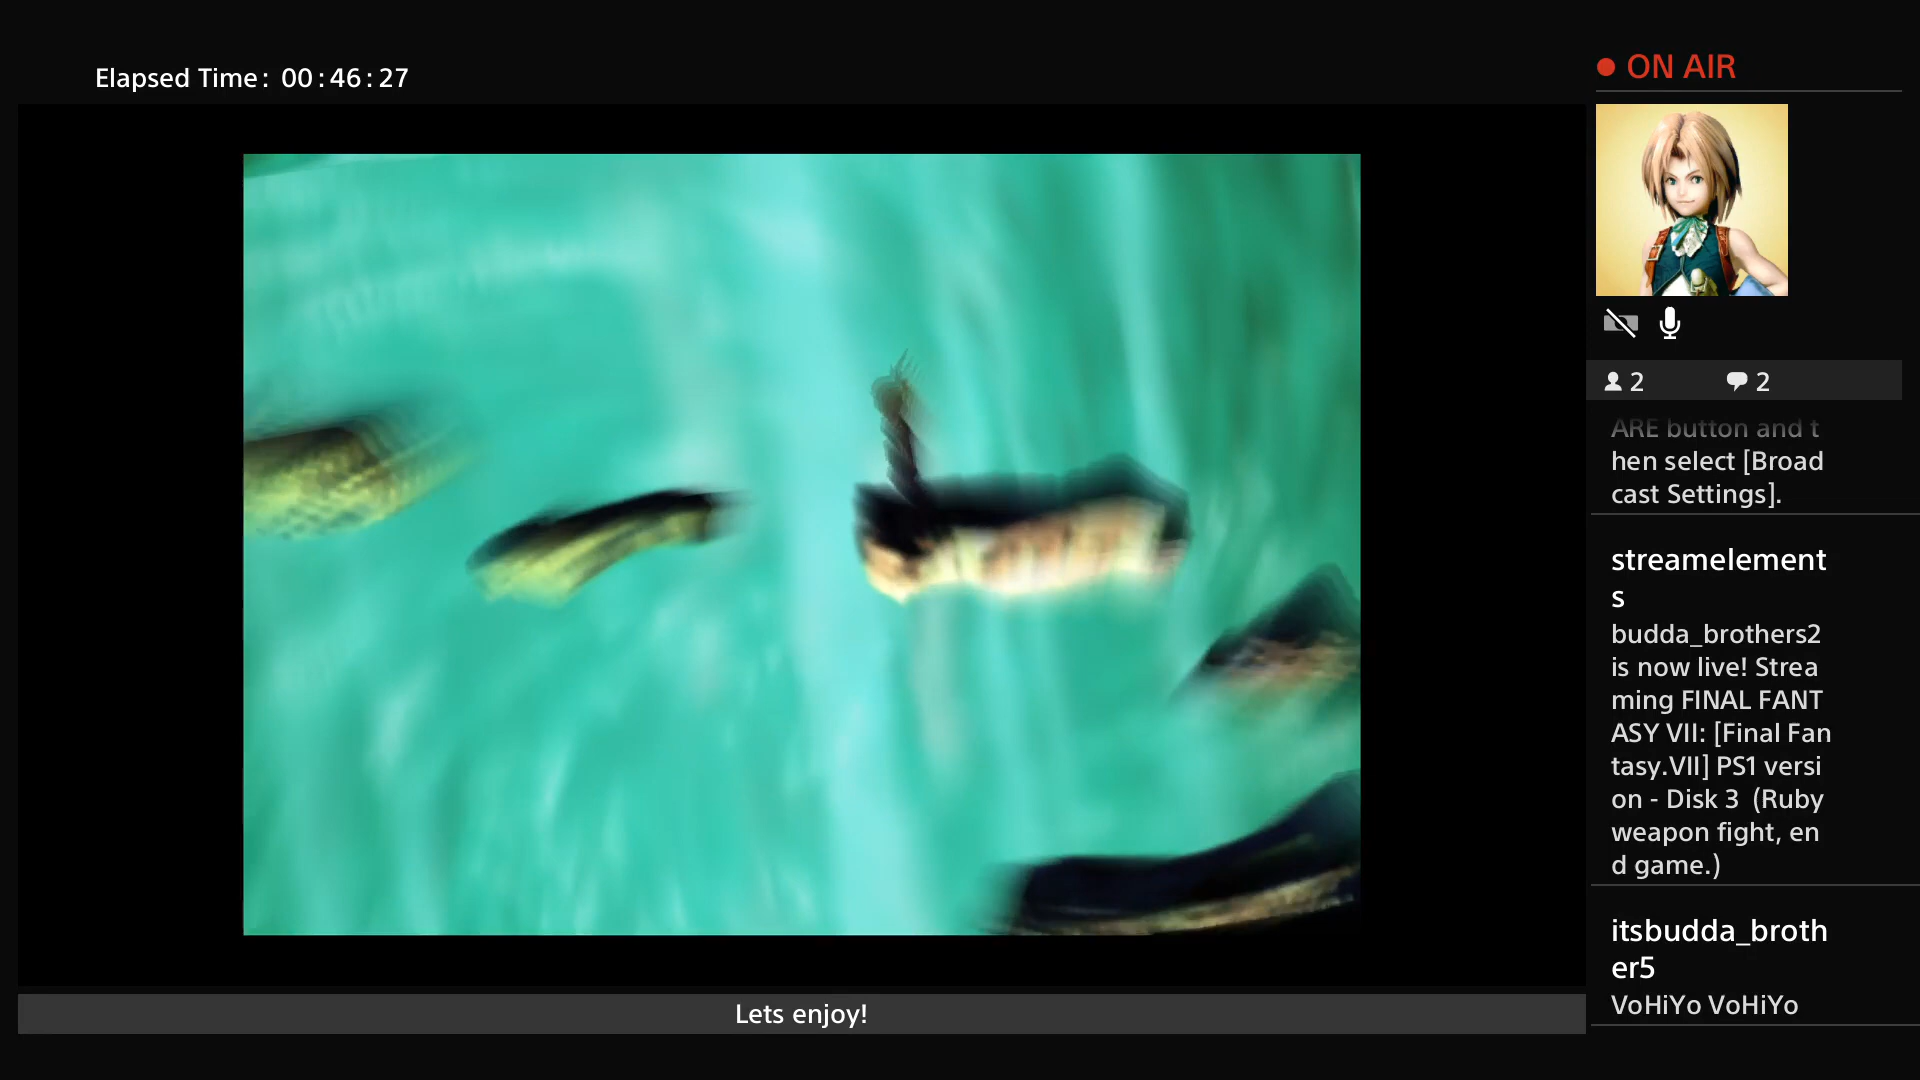 Elapsed Time: 00:46:27
ON AIR
2
2
ARE button and t
hen select [Broad
cast Settings].
streamelement
s
budda_brothers2
is now live! Strea
ming FINAL FANT
ASY VII: [Final Fan
tasy.VII] PS1 versi
on - Disk 3 (Ruby
weapon fight, en
d game.)
itsbudda_broth
er5
VoHiYo VoHiYo
Lets enjoy!